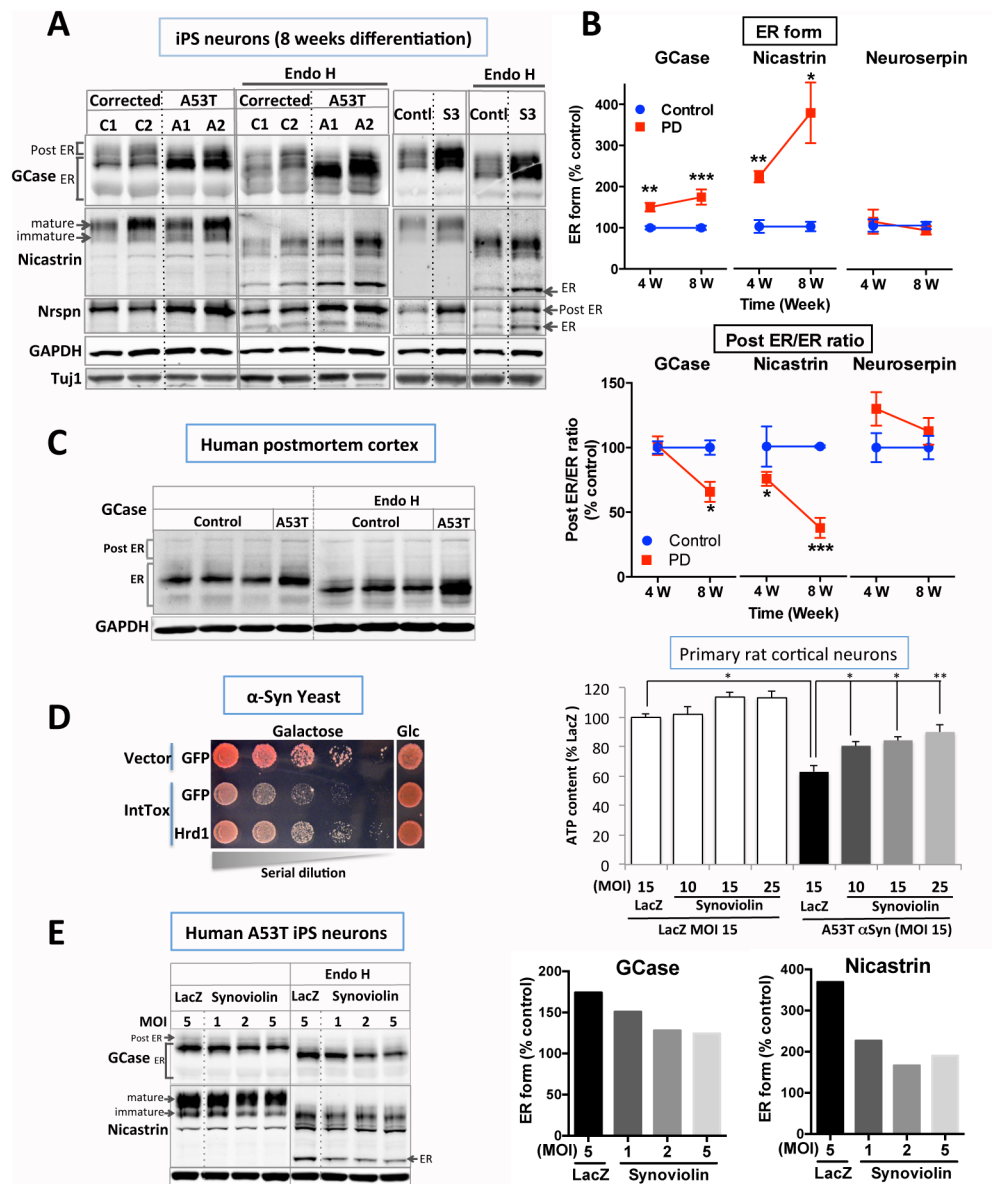 A
iPS neurons (8 weeks differentiation)
Endo H
Endo H
Corrected A53T Corrected A53T Contl S3 Contl S3
C1 C2 A1 A2 C1 C2 A1 A2
Post ER
GCase ER
mature
immature
Nicastrin
ER
Nrspn
Post ER
ER
GAPDH
Tuj1
B
ER form
GCase Nicastrin Neuroserpin
ER form (% control)
400
300
200
100
0
Control
PD
** *** ** *
4 W 8 W 4 W 8 W 4 W 8 W
Time (Week)
Post ER/ER ratio
GCase Nicastrin Neuroserpin
Post ER/ER ratio
(% control)
150
100
50
0
* * ***
Control
PD
4 W 8 W 4 W 8 W 4 W 8 W
Time (Week)
C
Human postmortem cortex
Endo H
GCase
Control A53T Control A53T
Post ER
ER
GAPDH
D
α-Syn Yeast
Galactose Glc
Vector GFP
GFP
IntTox
Hrd1
Serial dilution
Primary rat cortical neurons
* * * **
ATP content (% LacZ)
120
100
80
60
40
20
0
(MOI) 15 10 15 25 15 10 15 25
LacZ Synoviolin LacZ Synoviolin
LacZ MOI 15 A53T αSyn (MOI 15)
E
Human A53T iPS neurons
Endo H
LacZ Synoviolin LacZ Synoviolin
MOI 5 1 2 5 5 1 2 5
Post ER
GCase ER
mature
immature
Nicastrin
ER
GCase
ER form (% control)
200
150
100
50
0
(MOI) 5 1 2 5
LacZ Synoviolin
Nicastrin
ER form (% control)
400
300
200
100
0
(MOI) 5 1 2 5
LacZ Synoviolin